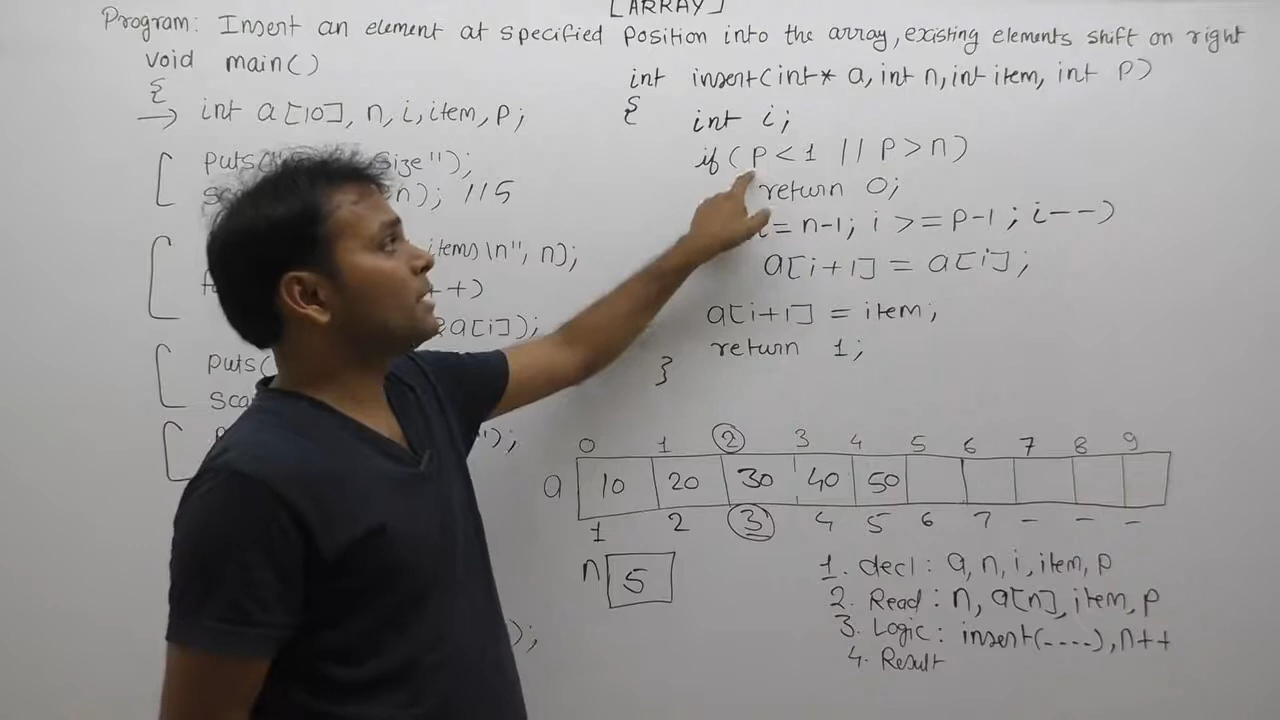 [ARRAY]
Program: Insert an element at specified position into the array, existing elements shift on right
void main()
{
→ int a[10], n, i, item, p;
puts(" size");
sc n); //5
items\n", n);
f ++)
&a[i]);
puts(
sca
");
);
int insert(int* a, int n, int item, int p)
{
int i;
if(p<1 || p>n)
return 0;
i=n-1; i>=p-1; i--)
a[i+1] = a[i];
a[i+1] = item;
return 1;
}
0 1 2 3 4 5 6 7 8 9
a 10 20 30 40 50
1 2 3 4 5 6 7 - - -
n 5
1. decl: a, n, i, item, p
2. Read: n, a[n], item, p
3. Logic: insert(----), n++
4. Result